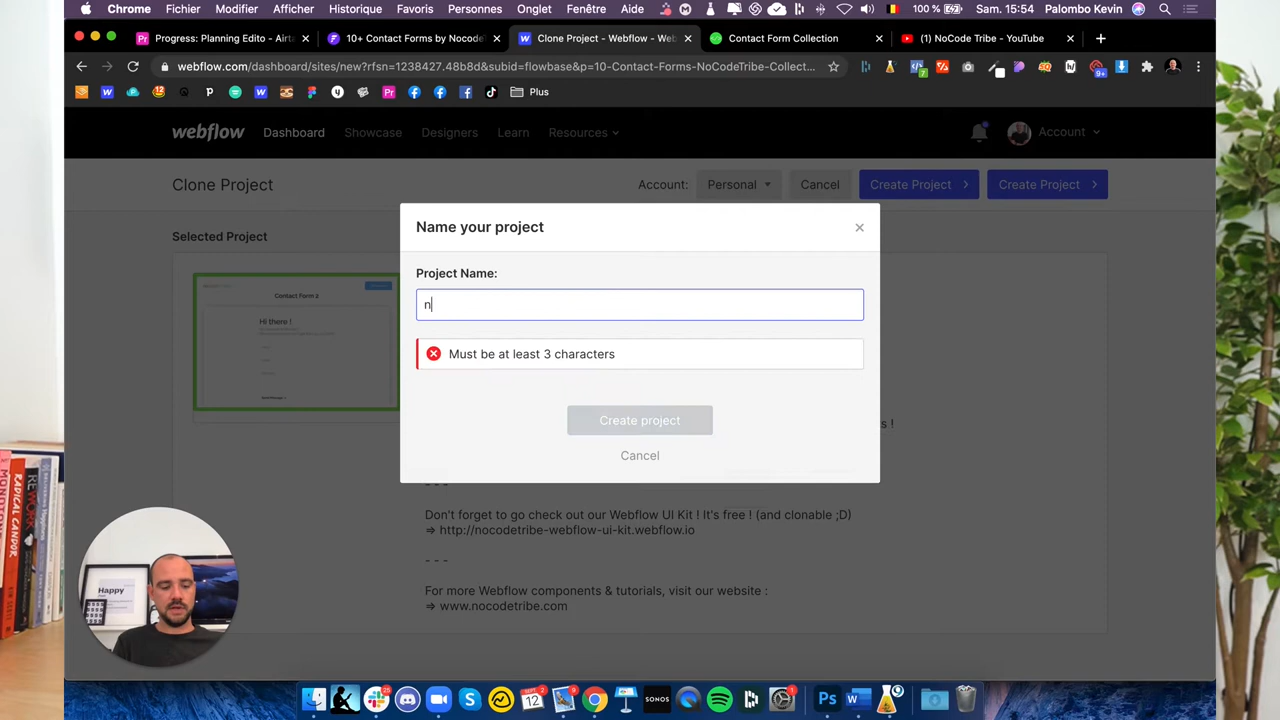 Chrome Fichier Modifier Afficher Historique Favoris Personnes Onglet Fenêtre Aide 100 % Sam. 15:54 Palombo Kevin
Progress: Planning Edito - Airt
10+ Contact Forms by Nocode
Clone Project - Webflow - Web
Contact Form Collection
(1) NoCode Tribe - YouTube
webflow.com/dashboard/sites/new?rfsn=1238427.48b8d&subid=flowbase&p=10-Contact-Forms-NoCodeTribe-Collect...
Plus
webflow Dashboard Showcase Designers Learn Resources Account
Clone Project Account: Personal Cancel Create Project Create Project
Selected Project
Contact Form 2
Hi there !
Name your project
Project Name:
n
Must be at least 3 characters
Create project
Cancel
s !
- - -
Don't forget to go check out our Webflow UI Kit ! It's free ! (and clonable ;D)
=> http://nocodetribe-webflow-ui-kit.webflow.io
- - -
For more Webflow components & tutorials, visit our website :
=> www.nocodetribe.com
Happy
RADICAL CANDOR
REWORK
SONOS